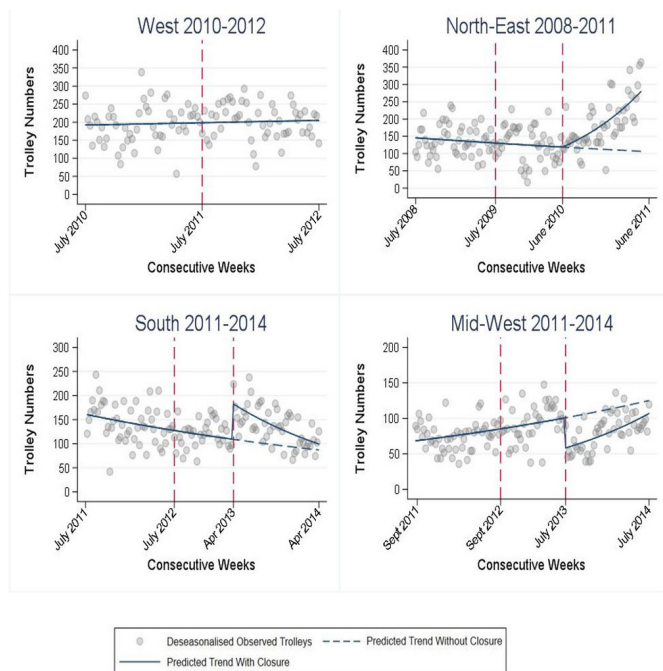 West 2010-2012
Trolley Numbers
400
350
300
250
200
150
100
50
0
July 2010
July 2011
July 2012
Consecutive Weeks
North-East 2008-2011
Trolley Numbers
400
350
300
250
200
150
100
50
0
July 2008
July 2009
June 2010
June 2011
Consecutive Weeks
South 2011-2014
Trolley Numbers
300
250
200
150
100
50
0
July 2011
July 2012
Apr 2013
Apr 2014
Consecutive Weeks
Mid-West 2011-2014
Trolley Numbers
200
150
100
50
0
Sept 2011
Sept 2012
July 2013
July 2014
Consecutive Weeks
Deseasonalised Observed Trolleys
Predicted Trend Without Closure
Predicted Trend With Closure